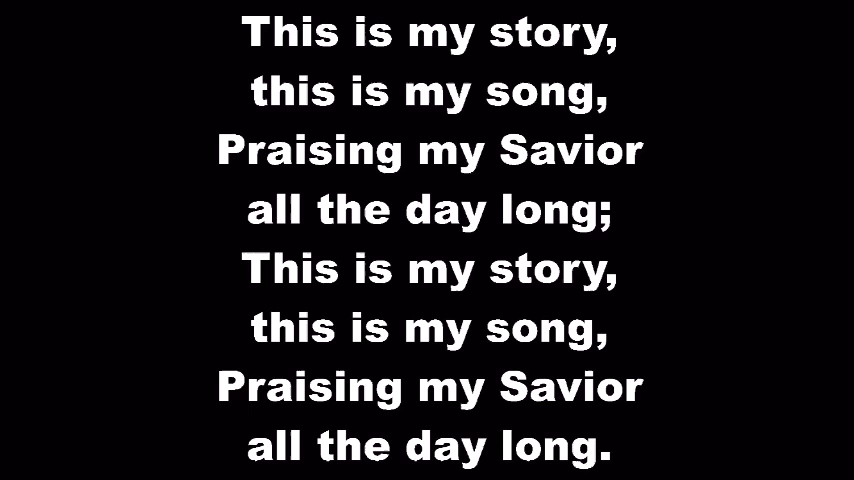 This is my story,
this is my song,
Praising my Savior
all the day long;
This is my story,
this is my song,
Praising my Savior
all the day long.